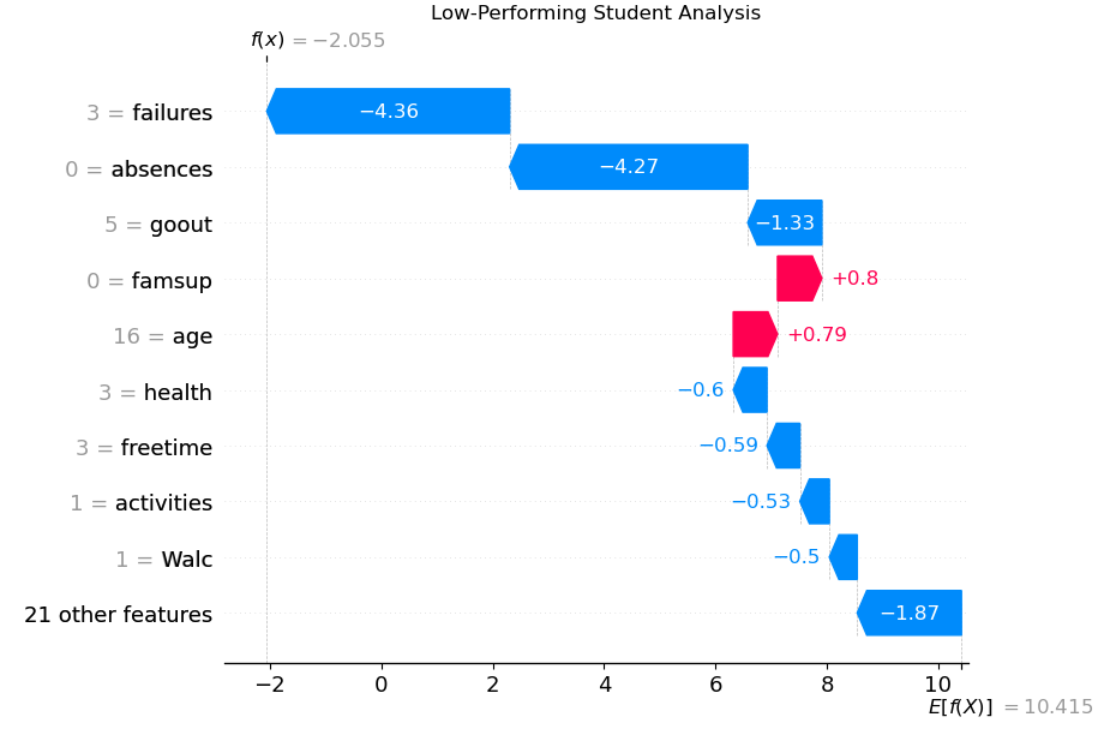 Low-Performing Student Analysis
f(x) = −2.055
3 = failures
−4.36
0 = absences
−4.27
5 = goout
−1.33
0 = famsup
+0.8
16 = age
+0.79
3 = health
−0.6
3 = freetime
−0.59
1 = activities
−0.53
1 = Walc
−0.5
21 other features
−1.87
−2 0 2 4 6 8 10
E[f(X)] = 10.415